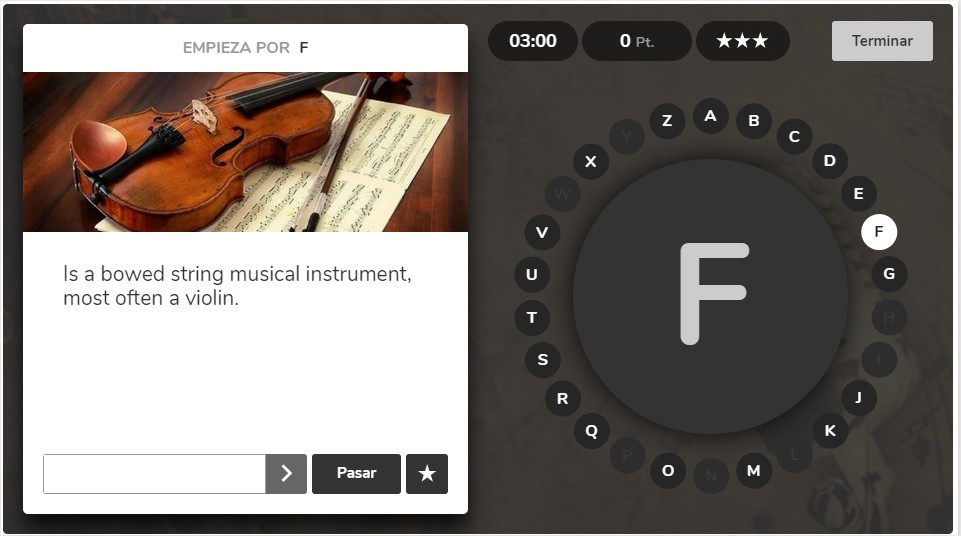 EMPIEZA POR F
Is a bowed string musical instrument,
most often a violin.
Pasar
03:00
0 Pt.
Terminar
A
B
C
D
E
F
G
H
I
J
K
L
M
N
O
P
Q
R
S
T
U
V
W
X
Y
Z
F